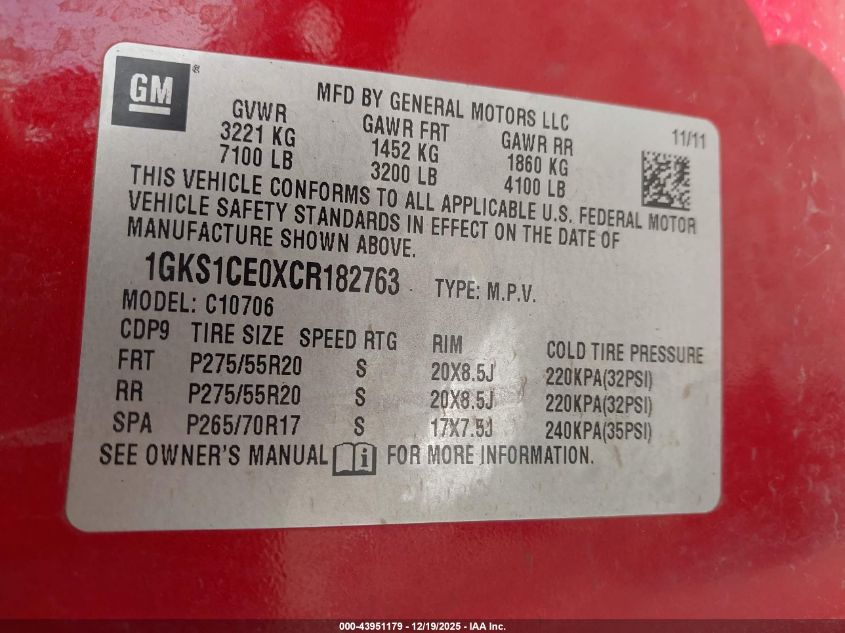 GM ®
MFD BY GENERAL MOTORS LLC
GVWR GAWR FRT GAWR RR 11/11
3221 KG 1452 KG 1860 KG
7100 LB 3200 LB 4100 LB
THIS VEHICLE CONFORMS TO ALL APPLICABLE U.S. FEDERAL MOTOR
VEHICLE SAFETY STANDARDS IN EFFECT ON THE DATE OF
MANUFACTURE SHOWN ABOVE.
1GKS1CE0XCR182763 TYPE: M.P.V.
MODEL: C10706
CDP9 TIRE SIZE SPEED RTG RIM COLD TIRE PRESSURE
FRT P275/55R20 S 20X8.5J 220KPA(32PSI)
RR P275/55R20 S 20X8.5J 220KPA(32PSI)
SPA P265/70R17 S 17X7.5J 240KPA(35PSI)
SEE OWNER'S MANUAL i FOR MORE INFORMATION.
000-43951179 - 12/19/2025 - IAA Inc.